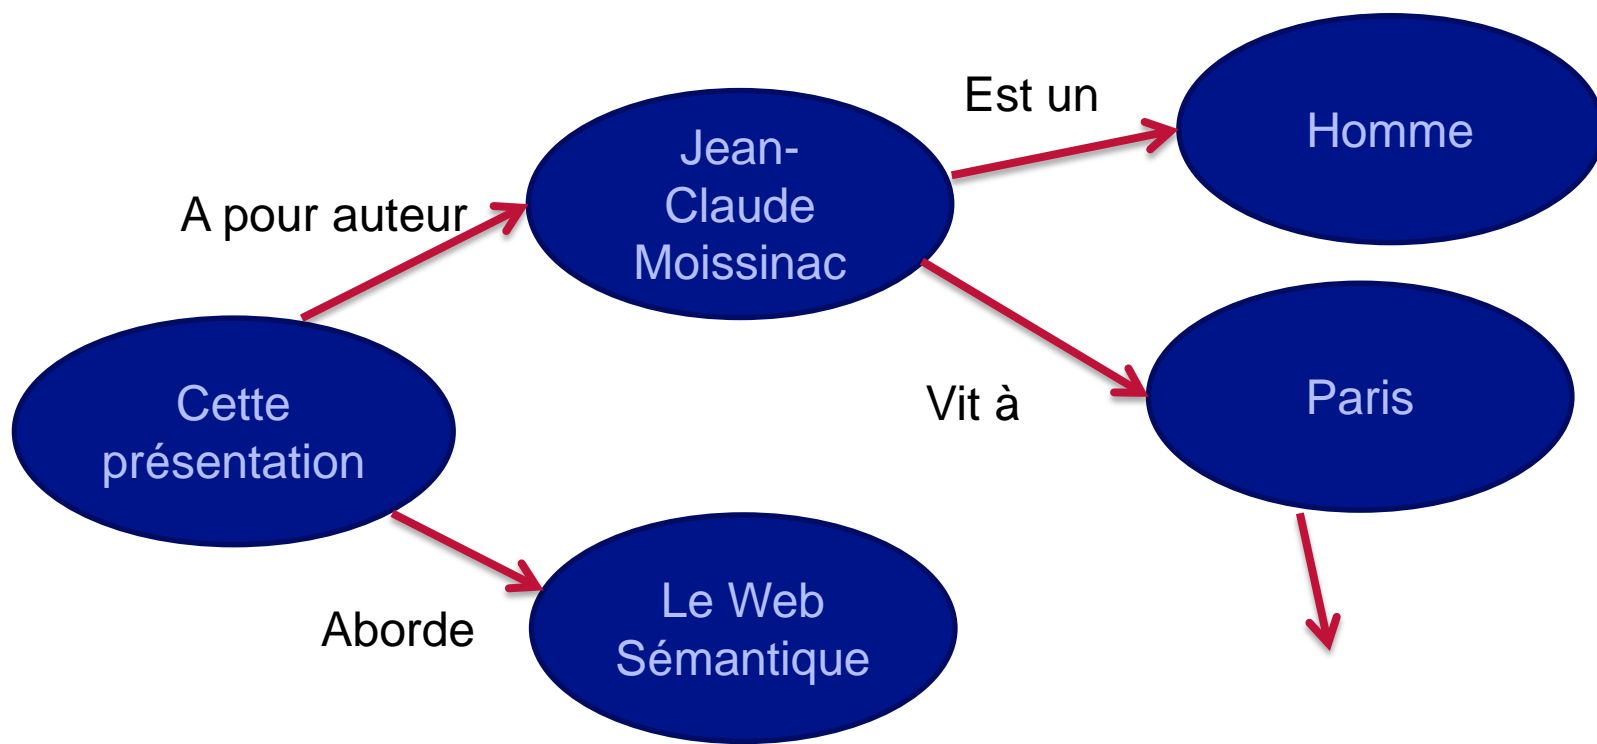 Est un
Homme
Jean-
Claude
Moissinac
A pour auteur
Vit à
Paris
Cette
présentation
Aborde
Le Web
Sémantique